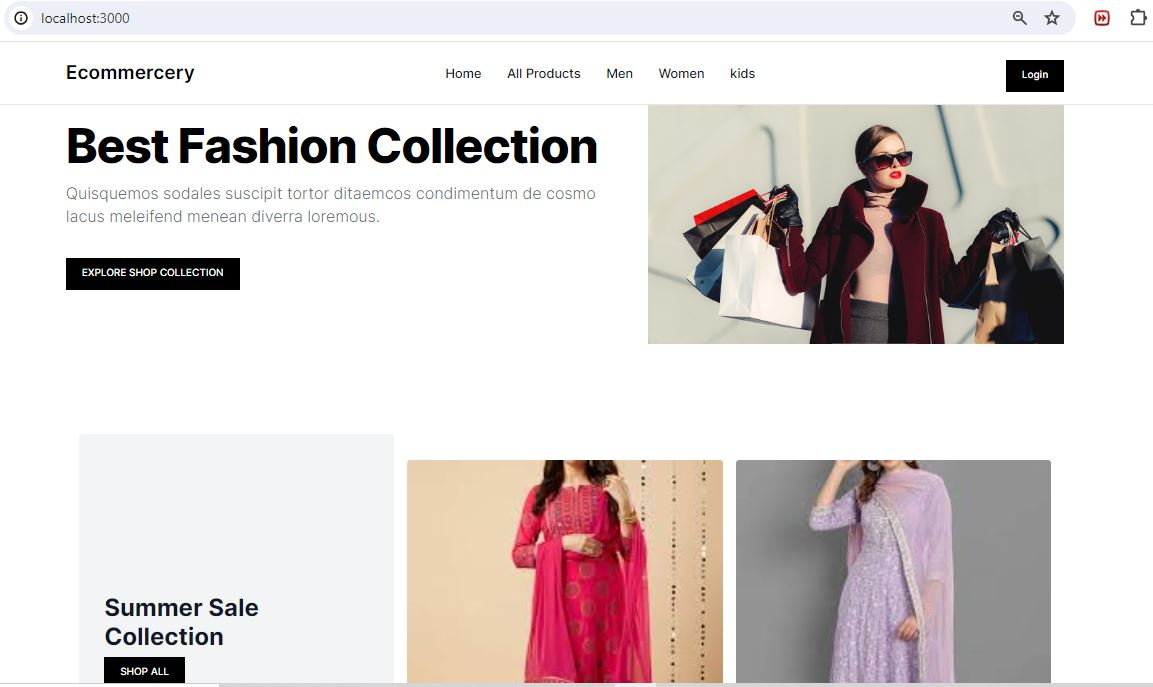 localhost:3000
Ecommercery
Home All Products Men Women kids
Login
Best Fashion Collection
Quisquemos sodales suscipit tortor ditaemcos condimentum de cosmo
lacus meleifend menean diverra loremous.
EXPLORE SHOP COLLECTION
Summer Sale
Collection
SHOP ALL